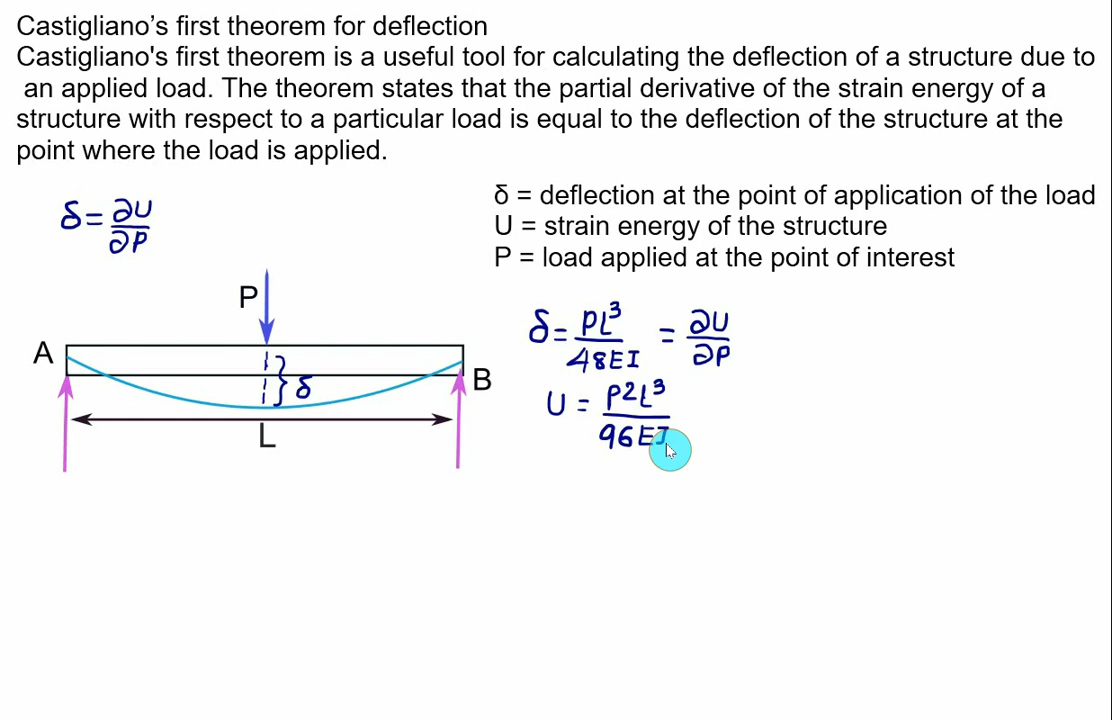 Castigliano’s first theorem for deflection
Castigliano's first theorem is a useful tool for calculating the deflection of a structure due to
an applied load. The theorem states that the partial derivative of the strain energy of a
structure with respect to a particular load is equal to the deflection of the structure at the
point where the load is applied.
δ = ∂U/∂P
δ = deflection at the point of application of the load
U = strain energy of the structure
P = load applied at the point of interest
P
δ = PL³/48EI = ∂U/∂P
A
B
δ
U = P2L³/96EI
L